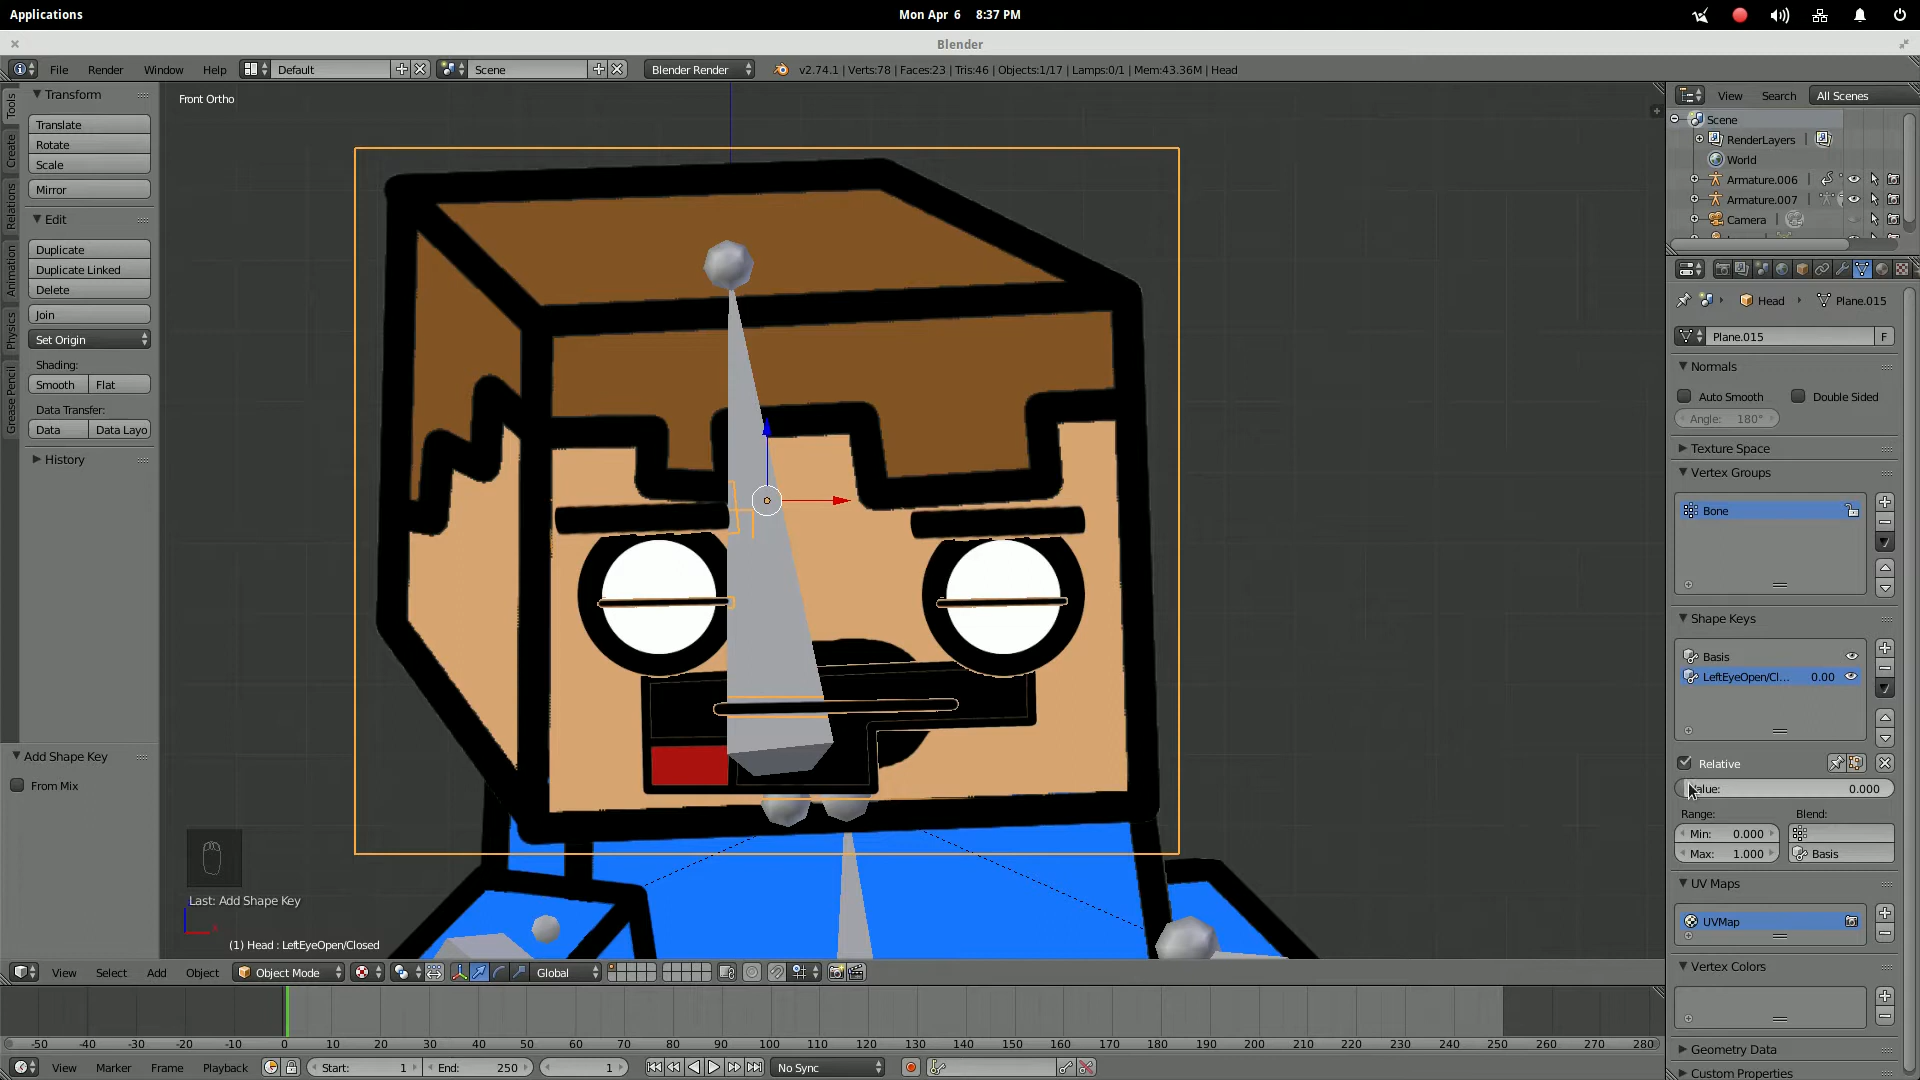 Applications
Mon Apr 6 8:37 PM
Blender
File Render Window Help Default Scene Blender Render v2.74.1 | Verts:78 | Faces:23 | Tris:46 | Objects:1/17 | Lamps:0/1 | Mem:43.36M | Head
Tools
Create
Relations
Animation
Physics
Grease Pencil
Transform
Translate
Rotate
Scale
Mirror
Edit
Duplicate
Duplicate Linked
Delete
Join
Set Origin
Shading:
Smooth Flat
Data Transfer:
Data Data Layo
History
Add Shape Key
From Mix
Front Ortho
Last: Add Shape Key
(1) Head : LeftEyeOpen/Closed
View Select Add Object Object Mode Global
View Search All Scenes
Scene
RenderLayers
World
Armature.006
Armature.007
Camera
Head Plane.015
Plane.015 F
Normals
Auto Smooth Double Sided
Angle: 180°
Texture Space
Vertex Groups
Bone
Shape Keys
Basis
LeftEyeOpen/Cl... 0.00
Relative
alue: 0.000
Range: Blend:
Min: 0.000
Max: 1.000 Basis
UV Maps
UVMap
Vertex Colors
Geometry Data
Custom Properties
-50 -40 -30 -20 -10 0 10 20 30 40 50 60 70 80 90 100 110 120 130 140 150 160 170 180 190 200 210 220 230 240 250 260 270 280
View Marker Frame Playback Start: 1 End: 250 1 No Sync